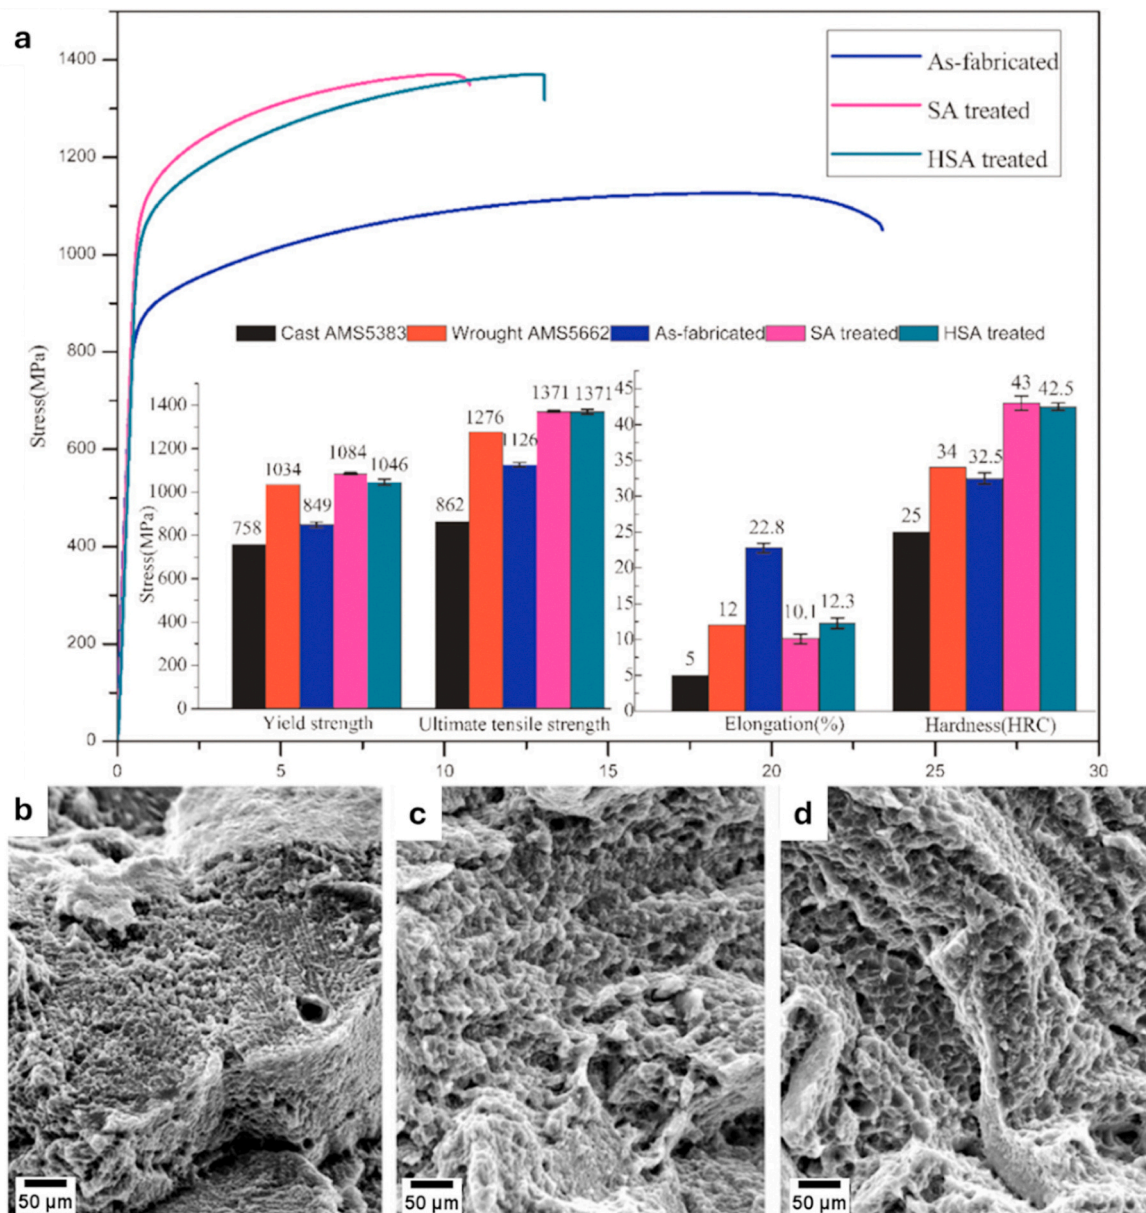 a
1400
1200
1000
800
600
400
200
0
Stress(MPa)
As-fabricated
SA treated
HSA treated
Cast AMS5383 Wrought AMS5662 As-fabricated SA treated HSA treated
1400
1200
1000
800
600
400
200
0
Stress(MPa)
758
1034
849
1084
1046
862
1276
1126
1371
1371
Yield strength
Ultimate tensile strength
45
40
35
30
25
20
15
10
5
0
5
12
22.8
10.1
12.3
25
34
32.5
43
42.5
Elongation(%)
Hardness(HRC)
0 5 10 15 20 25 30
b
50 µm
c
50 µm
d
50 µm